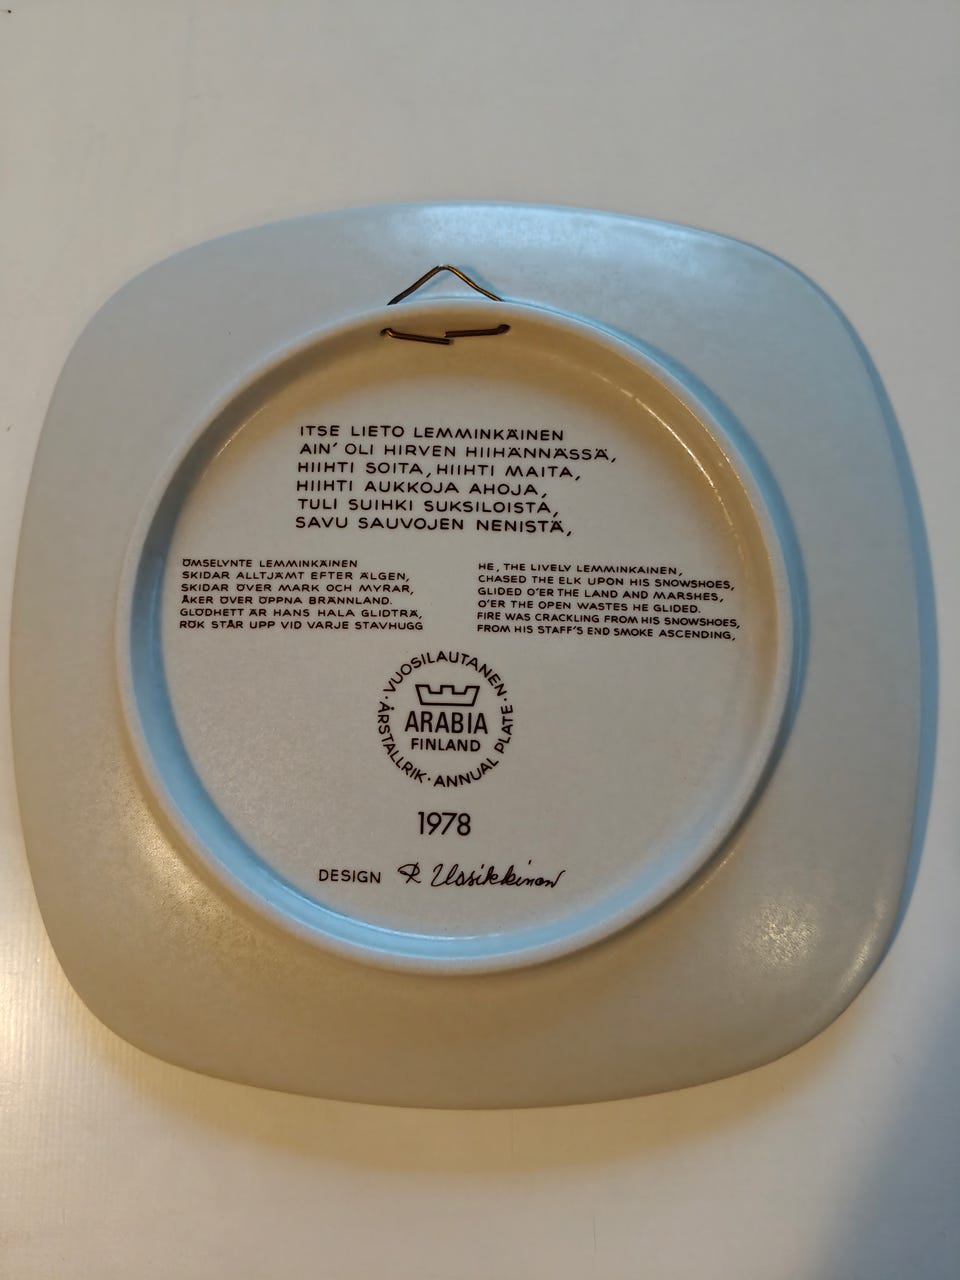 ITSE LIETO LEMMINKÄINEN
AIN' OLI HIRVEN HIIHÄNNÄSSÄ,
HIIHTI SOITA, HIIHTI MAITA,
HIIHTI AUKKOJA AHOJA,
TULI SUIHKI SUKSILOISTA,
SAVU SAUVOJEN NENISTÄ,
ÖMSELYNTE LEMMINKÄINEN
SKIDAR ALLTJÄMT EFTER ÄLGEN,
SKIDAR ÖVER MARK OCH MYRAR,
ÅKER ÖVER ÖPPNA BRÄNNLAND.
GLÖDHETT ÄR HANS HALA GLIDTRÄ,
RÖK STÅR UPP VID VARJE STAVHUGG
HE, THE LIVELY LEMMINKAINEN,
CHASED THE ELK UPON HIS SNOWSHOES,
GLIDED O'ER THE LAND AND MARSHES,
O'ER THE OPEN WASTES HE GLIDED.
FIRE WAS CRACKLING FROM HIS SNOWSHOES,
FROM HIS STAFF'S END SMOKE ASCENDING,
· VUOSILAUTANEN · ANNUAL PLATE · ÅRSTALLRIK
ARABIA
FINLAND
1978
DESIGN R Uosikkinen